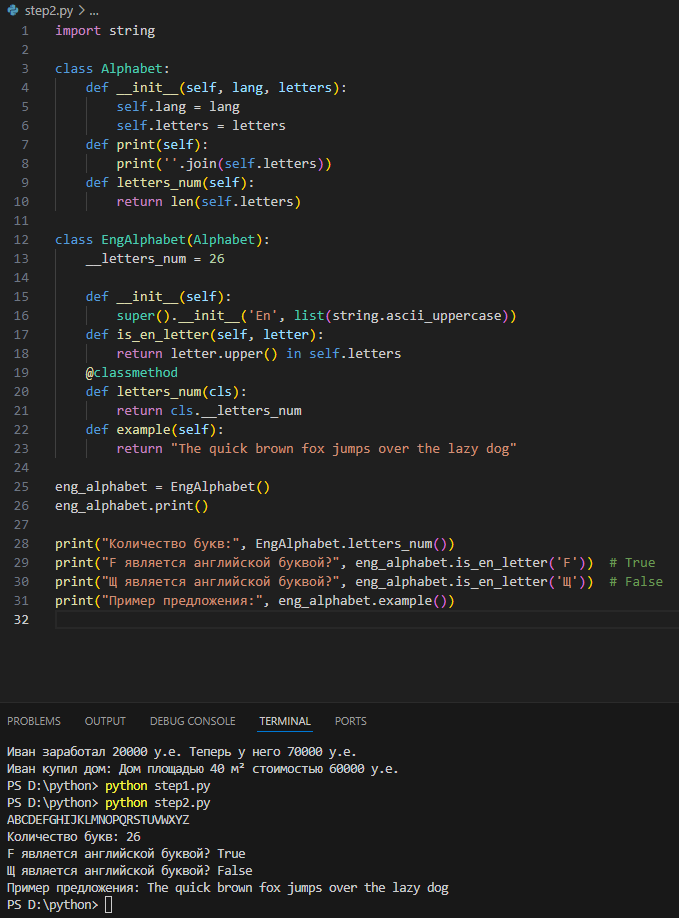 step2.py > ...
1 import string
2
3 class Alphabet:
4     def __init__(self, lang, letters):
5         self.lang = lang
6         self.letters = letters
7     def print(self):
8         print(''.join(self.letters))
9     def letters_num(self):
10         return len(self.letters)
11
12 class EngAlphabet(Alphabet):
13     __letters_num = 26
14
15     def __init__(self):
16         super().__init__('En', list(string.ascii_uppercase))
17     def is_en_letter(self, letter):
18         return letter.upper() in self.letters
19     @classmethod
20     def letters_num(cls):
21         return cls.__letters_num
22     def example(self):
23         return "The quick brown fox jumps over the lazy dog"
24
25 eng_alphabet = EngAlphabet()
26 eng_alphabet.print()
27
28 print("Количество букв:", EngAlphabet.letters_num())
29 print("F является английской буквой?", eng_alphabet.is_en_letter('F'))  # True
30 print("Щ является английской буквой?", eng_alphabet.is_en_letter('Щ'))  # False
31 print("Пример предложения:", eng_alphabet.example())
32
PROBLEMS OUTPUT DEBUG CONSOLE TERMINAL PORTS
Иван заработал 20000 у.е. Теперь у него 70000 у.е.
Иван купил дом: Дом площадью 40 м² стоимостью 60000 у.е.
PS D:\python> python step1.py
PS D:\python> python step2.py
ABCDEFGHIJKLMNOPQRSTUVWXYZ
Количество букв: 26
F является английской буквой? True
Щ является английской буквой? False
Пример предложения: The quick brown fox jumps over the lazy dog
PS D:\python>